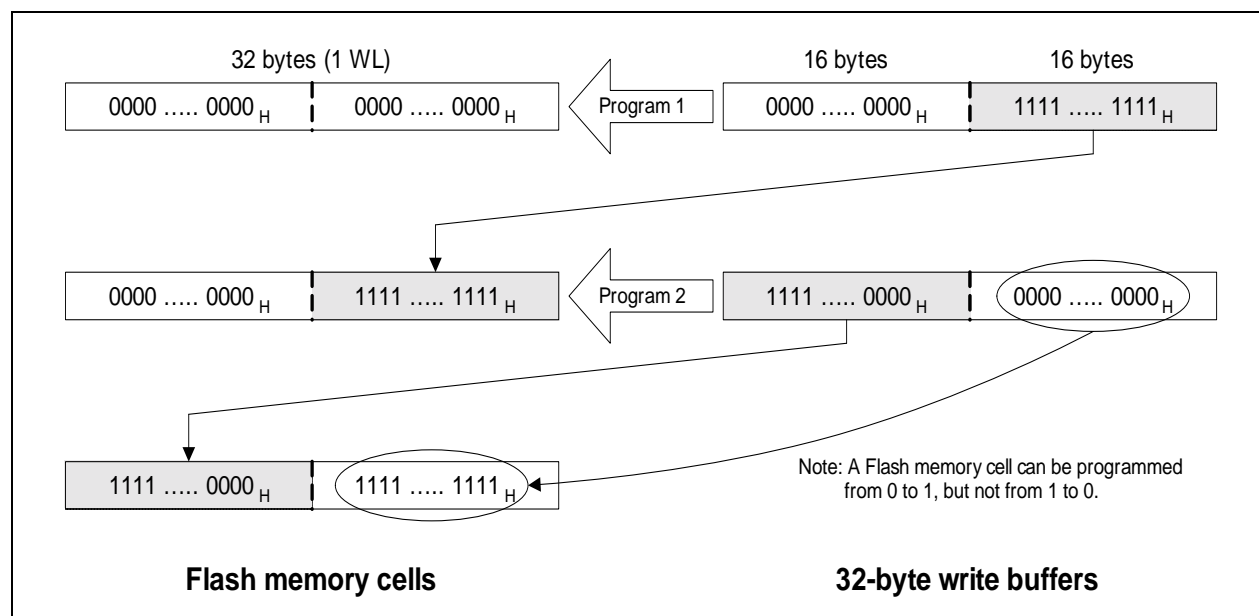 32 bytes (1 WL) 16 bytes 16 bytes
0000 ..... 0000 H 0000 ..... 0000 H Program 1 0000 ..... 0000 H 1111 ..... 1111 H
0000 ..... 0000 H 1111 ..... 1111 H Program 2 1111 ..... 0000 H 0000 ..... 0000 H
1111 ..... 0000 H 1111 ..... 1111 H
Note: A Flash memory cell can be programmed
from 0 to 1, but not from 1 to 0.
Flash memory cells 32-byte write buffers